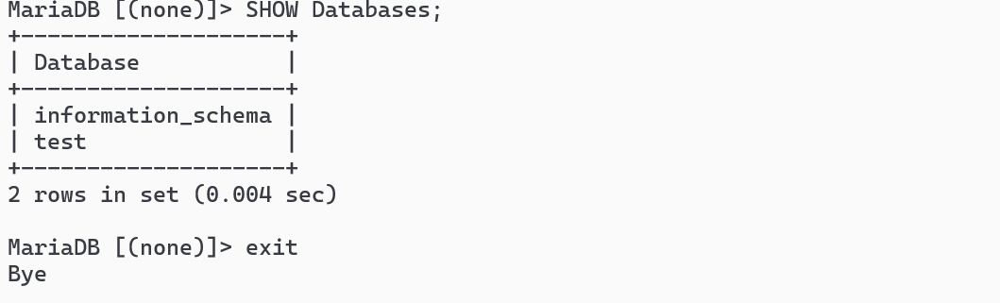 MariaDB [(none)]> SHOW Databases;
+--------------------+
| Database           |
+--------------------+
| information_schema |
| test               |
+--------------------+
2 rows in set (0.004 sec)

MariaDB [(none)]> exit
Bye